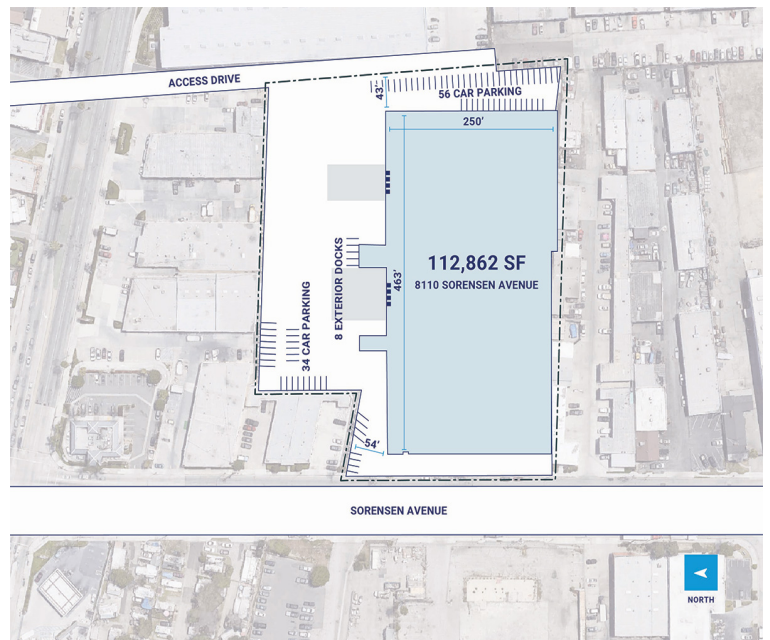 ACCESS DRIVE
43'
56 CAR PARKING
250'
112,862 SF
8110 SORENSEN AVENUE
463'
8 EXTERIOR DOCKS
34 CAR PARKING
54'
SORENSEN AVENUE
NORTH